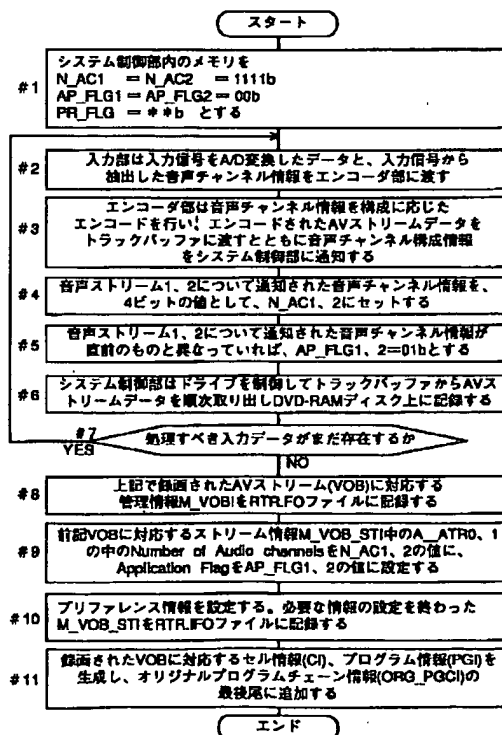 スタート
#1
システム制御部内のメモリを
N_AC1 =N_AC2 =1111b
AP_FLG1=AP_FLG2=00b
PR_FLG =**b とする
#2
入力部は入力信号をA/D変換したデータと、入力信号から
抽出した音声チャンネル情報をエンコーダ部に渡す
#3
エンコーダ部は音声チャンネル情報を構成に応じた
エンコードを行い、エンコードされたAVストリームデータを
トラックバッファに渡すとともに音声チャンネル構成情報
をシステム制御部に通知する
#4
音声ストリーム1、2について通知された音声チャンネル情報を、
4ビットの値として、N_AC1、2にセットする
#5
音声ストリーム1、2について通知された音声チャンネル情報が
直前のものと異なっていれば、AP_FLG1、2=01bとする
#6
システム制御部はドライブを制御してトラックバッファからAVス
トリームデータを順次取り出しDVD-RAMディスク上に記録する
#7
YES
処理すべき入力データがまだ存在するか
NO
#8
上記で録画されたAVストリーム(VOB)に対応する
管理情報M_VOBIをRTR.IFOファイルに記録する
#9
前記VOBに対応するストリーム情報M_VOB_STI中のA_ATR0、1
の中のNumber of Audio channelsをN_AC1、2の値に、
Application FlagをAP_FLG1、2の値に設定する
#10
プリファレンス情報を設定する。必要な情報の設定を終わった
M_VOB_STIをRTR.IFOファイルに記録する
#11
録画されたVOBに対応するセル情報(CI)、プログラム情報(PGI)を
生成し、オリジナルプログラムチェーン情報(ORG_PGCI)の
最後尾に追加する
エンド